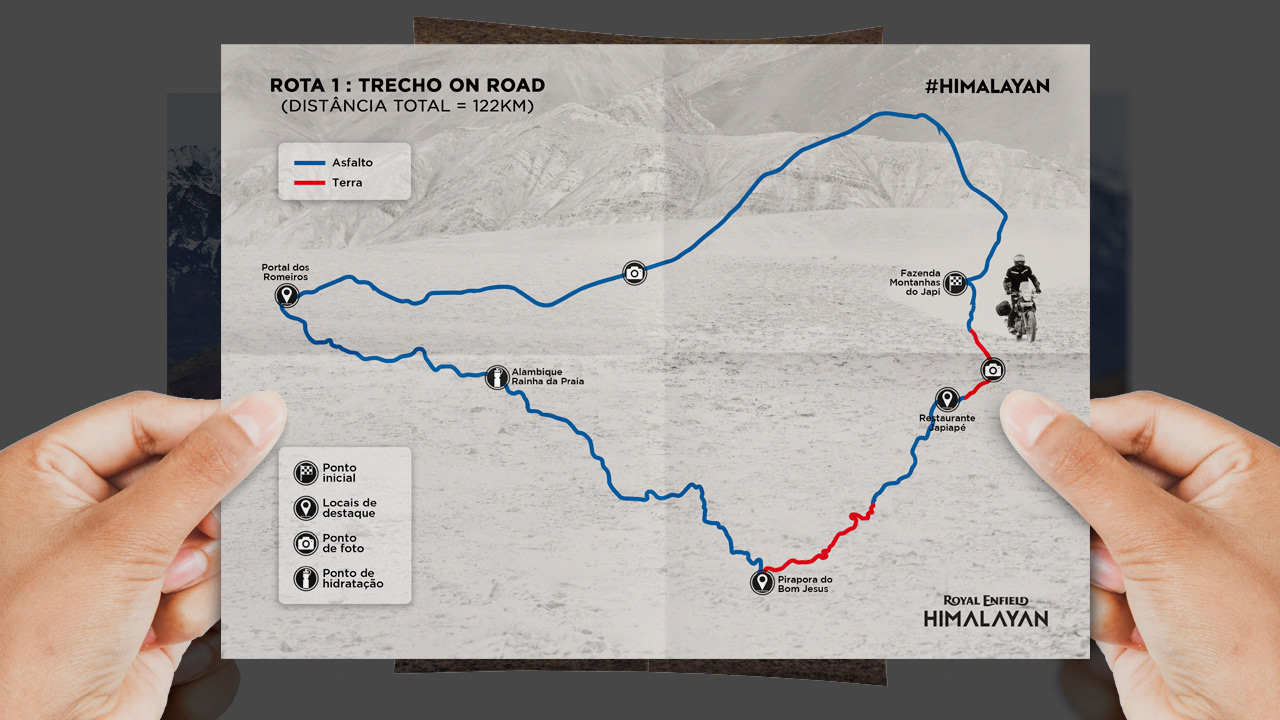 ROTA 1 : TRECHO ON ROAD
(DISTÂNCIA TOTAL = 122KM)
#HIMALAYAN
Asfalto
Terra
Portal dos
Romeiros
Fazenda
Montanhas
do Japi
Alambique
Rainha da Praia
Restaurante
Japiapé
Ponto
inicial
Locais de
destaque
Ponto
de foto
Ponto de
hidratação
Pirapora do
Bom Jesus
ROYAL ENFIELD
HIMALAYAN